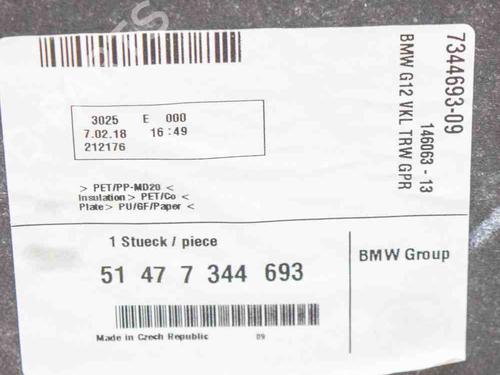 3025 E 000
7.02.18 16:49
212176
> PET/PP-MD20 <
Insulation > PET/Co <
Plate > PU/GF/Paper <
7344693-09
146063 - 13
BMW G12 VKL TRW GPR
1 Stueck / piece
51 47 7 344 693
Made in Czech Republic 09
BMW Group